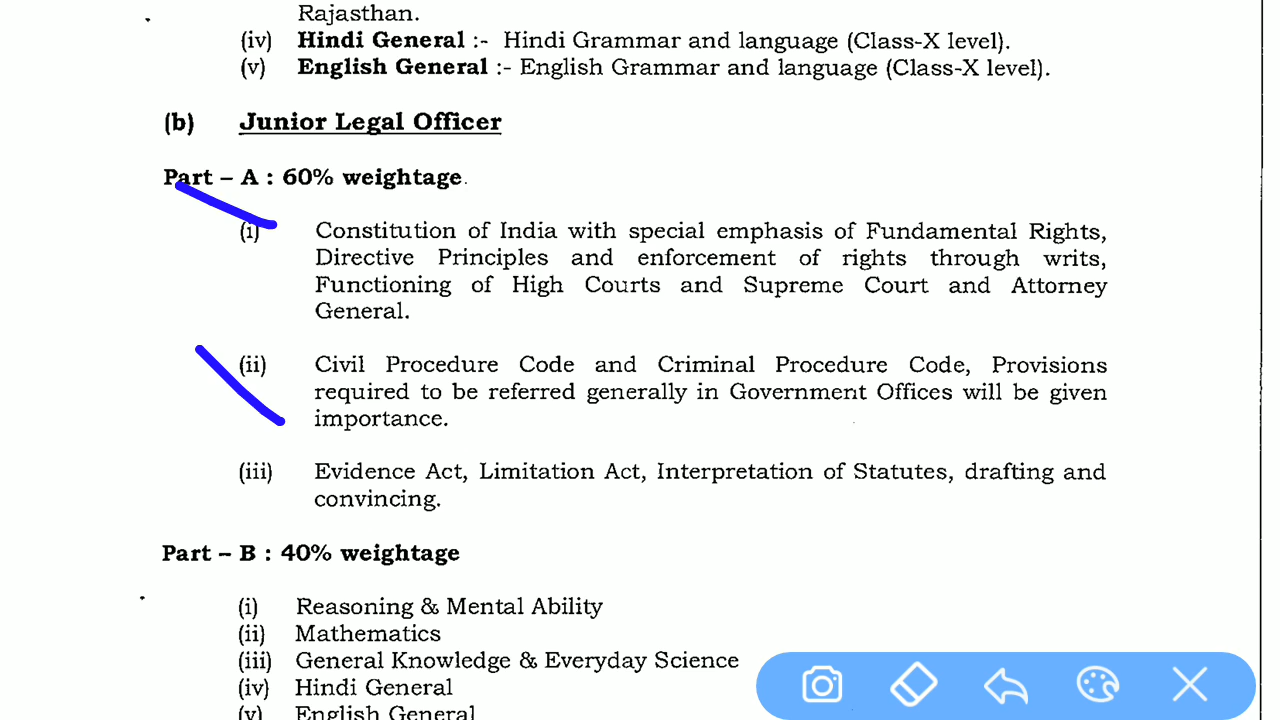 Rajasthan.
(iv) Hindi General :- Hindi Grammar and language (Class-X level).
(v) English General :- English Grammar and language (Class-X level).
(b) Junior Legal Officer
Part – A : 60% weightage
(i) Constitution of India with special emphasis of Fundamental Rights,
Directive Principles and enforcement of rights through writs,
Functioning of High Courts and Supreme Court and Attorney
General.
(ii) Civil Procedure Code and Criminal Procedure Code, Provisions
required to be referred generally in Government Offices will be given
importance.
(iii) Evidence Act, Limitation Act, Interpretation of Statutes, drafting and
convincing.
Part – B : 40% weightage
(i) Reasoning & Mental Ability
(ii) Mathematics
(iii) General Knowledge & Everyday Science
(iv) Hindi General
(v) English General